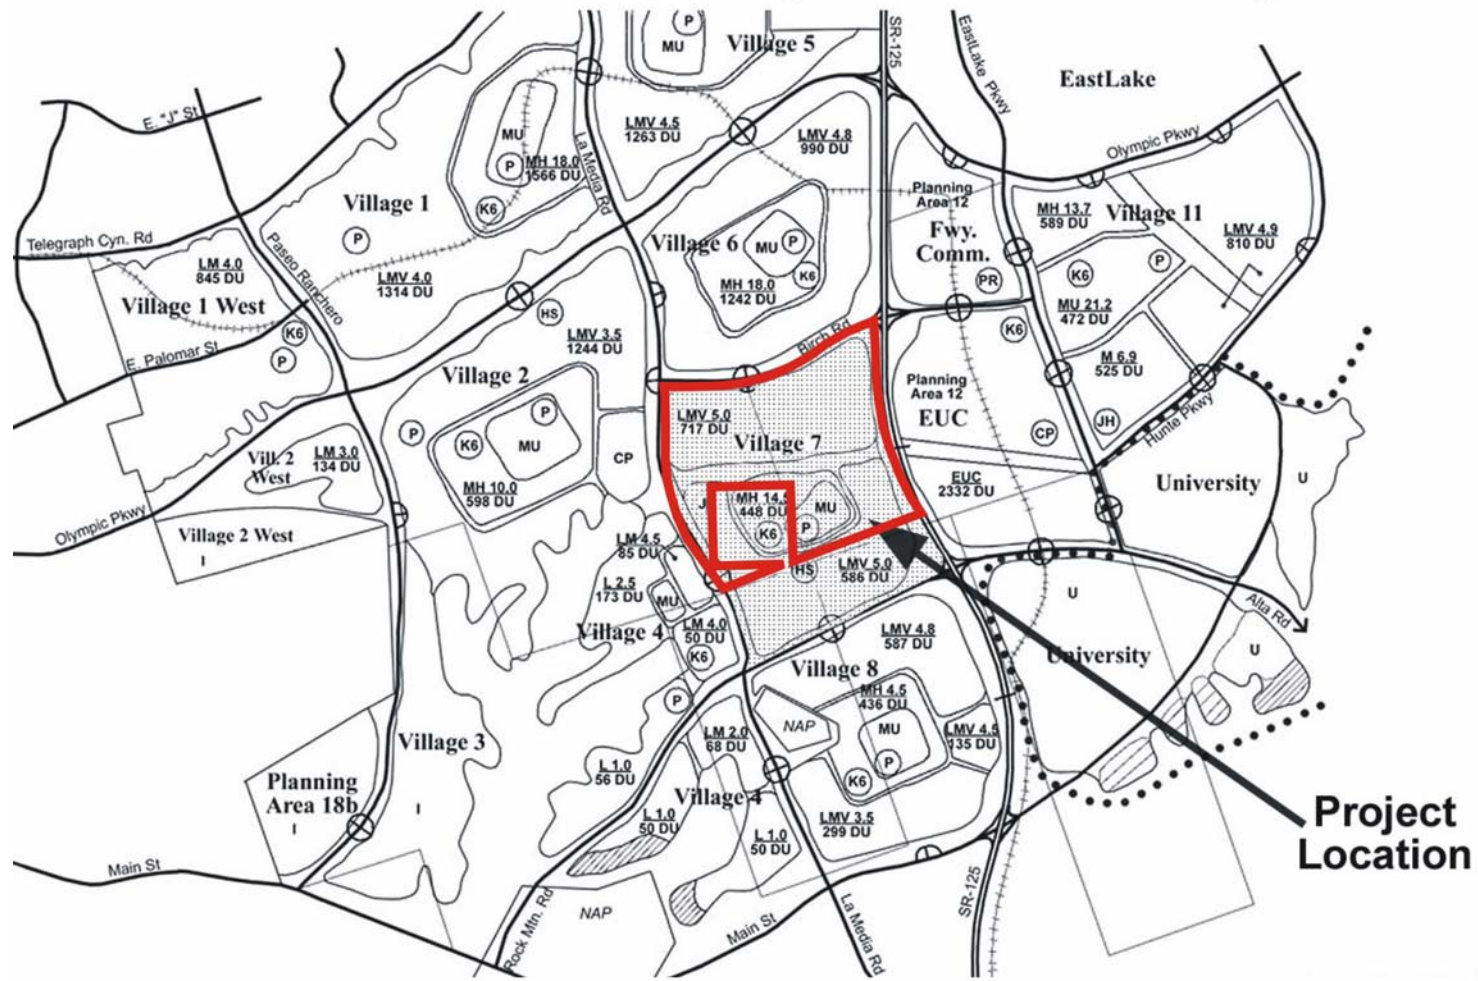 P
MU
Village 5
SR-125
EastLake Pkwy
EastLake
E. "J" St
MU
P
MH 18.0
1566 DU
K6
La Media Rd
LMV 4.5
1263 DU
LMV 4.8
990 DU
Olympic Pkwy
Village 1
P
LMV 4.0
1314 DU
Telegraph Cyn. Rd
Paseo Ranchero
LM 4.0
845 DU
Village 1 West
K6
P
E. Palomar St
Village 6
MU
P
K6
MH 18.0
1242 DU
Planning
Area 12
Fwy.
Comm.
PR
MH 13.7
589 DU
Village 11
LMV 4.9
810 DU
K6
P
MU 21.2
472 DU
K6
M 6.9
525 DU
HS
LMV 3.5
1244 DU
Birch Rd
Village 2
P
K6
P
MU
MH 10.0
598 DU
CP
LMV 5.0
717 DU
Village 7
Planning
Area 12
EUC
CP
JH
Hunte Pkwy
EUC
2332 DU
University
U
Vill. 2
West
LM 3.0
134 DU
Olympic Pkwy
Village 2 West
I
J
MH 14.5
448 DU
MU
K6
P
HS
LMV 5.0
586 DU
LM 4.5
85 DU
L 2.5
173 DU
MU
Village 4
LM 4.0
50 DU
K6
P
U
Alta Rd
University
U
LMV 4.8
587 DU
Village 8
MH 4.5
436 DU
NAP
MU
P
K6
LMV 4.5
135 DU
LMV 3.5
299 DU
Village 3
Planning
Area 18b
I
I
LM 2.0
68 DU
L 1.0
56 DU
Village 4
L 1.0
50 DU
L 1.0
50 DU
Project
Location
Main St
NAP
Rock Mtn. Rd
Main St
La Media Rd
SR-125